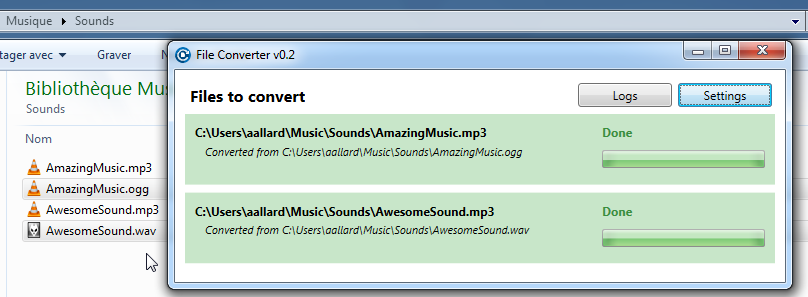 Musique Sounds
tager avec
Graver
Bibliothèque Mu
Sounds
Nom
AmazingMusic.mp3
AmazingMusic.ogg
AwesomeSound.mp3
AwesomeSound.wav
File Converter v0.2
Files to convert
Logs
Settings
C:\Users\aallard\Music\Sounds\AmazingMusic.mp3
Done
Converted from C:\Users\aallard\Music\Sounds\AmazingMusic.ogg
C:\Users\aallard\Music\Sounds\AwesomeSound.mp3
Done
Converted from C:\Users\aallard\Music\Sounds\AwesomeSound.wav